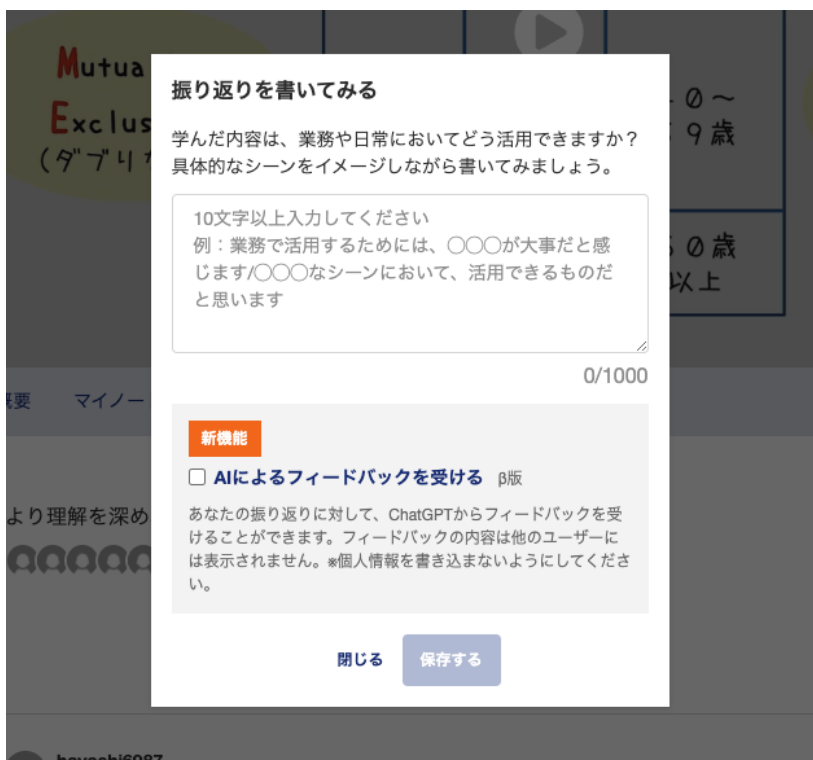 Mutua
Exclus
(ダブりな
0～
9歳
0歳
以上
振り返りを書いてみる
学んだ内容は、業務や日常においてどう活用できますか？
具体的なシーンをイメージしながら書いてみましょう。
10文字以上入力してください
例：業務で活用するためには、〇〇〇が大事だと感
じます/〇〇〇なシーンにおいて、活用できるものだ
と思います
0/1000
概要 マイノー
新機能
AIによるフィードバックを受ける β版
あなたの振り返りに対して、ChatGPTからフィードバックを受
けることができます。フィードバックの内容は他のユーザーに
は表示されません。※個人情報を書き込まないようにしてくださ
い。
より理解を深め
閉じる 保存する
hayashi6987